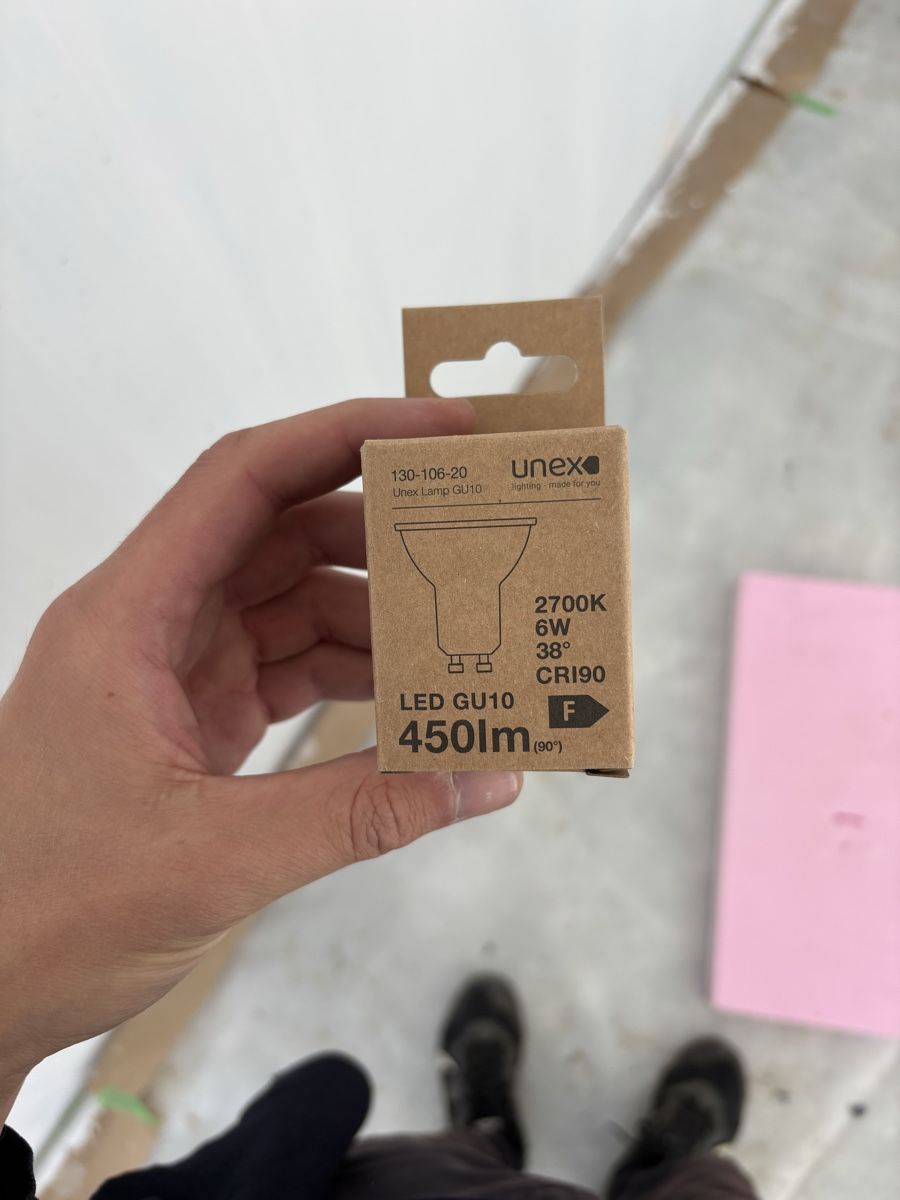 130-106-20
Unex Lamp GU10
unex
lighting - made for you
2700K
6W
38°
CRI90
LED GU10
F
450lm (90°)